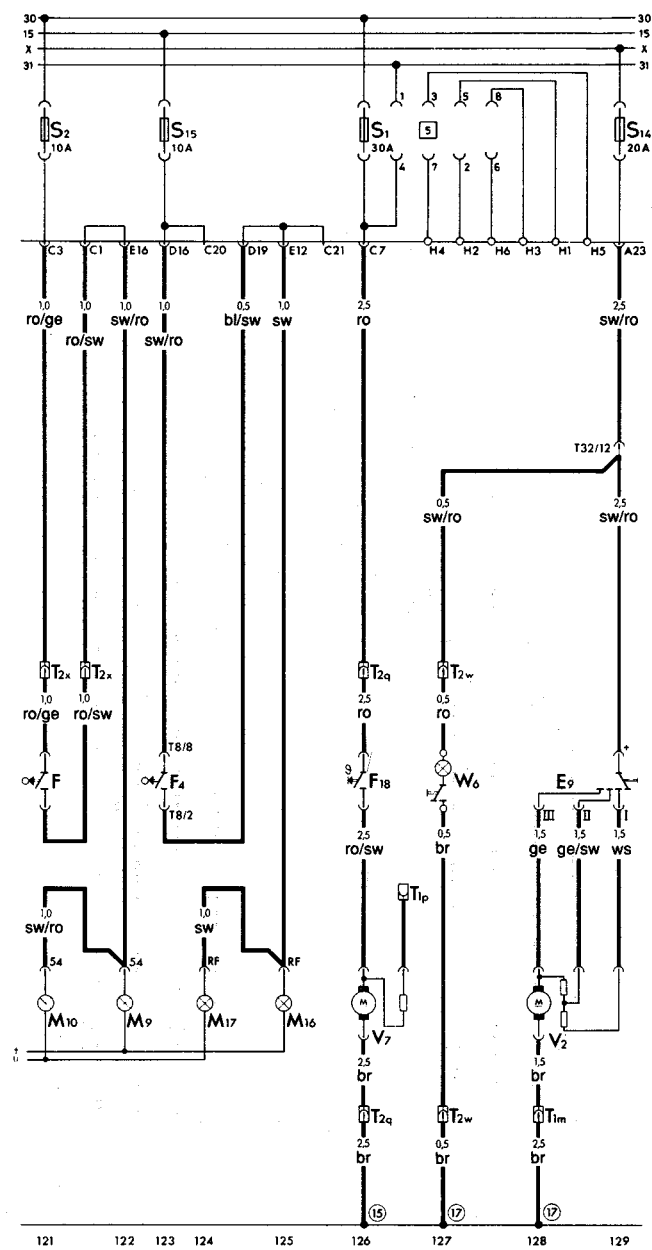 30 30
15 15
X X
31 31
1 3 5 8
S2 10A S15 10A S1 30A 5 S14 20A
4 7 2 6
C3 C1 E16 D16 C20 D19 E12 C21 C7 H4 H2 H6 H3 H1 H5 A23
1,0 1,0 1,0 1,0 0,5 1,0 2,5 2,5
ro/ge ro/sw sw/ro sw/ro bl/sw sw ro sw/ro
T32/12
0,5 2,5
sw/ro sw/ro
T2x T2x T2q T2w
1,0 1,0 2,5 0,5
ro/ge ro/sw ro ro
T8/8 +
F F4 F18 W6 E9
T8/2 III II I
2,5 0,5 1,5 1,5 1,5
ro/sw br ge ge/sw ws
T1p
1,0 1,0
sw/ro sw
54 54 RF RF
M M
M10 M9 M17 M16 V7 V2
2,5 1,5
br br
T2q T2w T1m
2,5 0,5 2,5
br br br
15 17 17
121 122 123 124 125 126 127 128 129